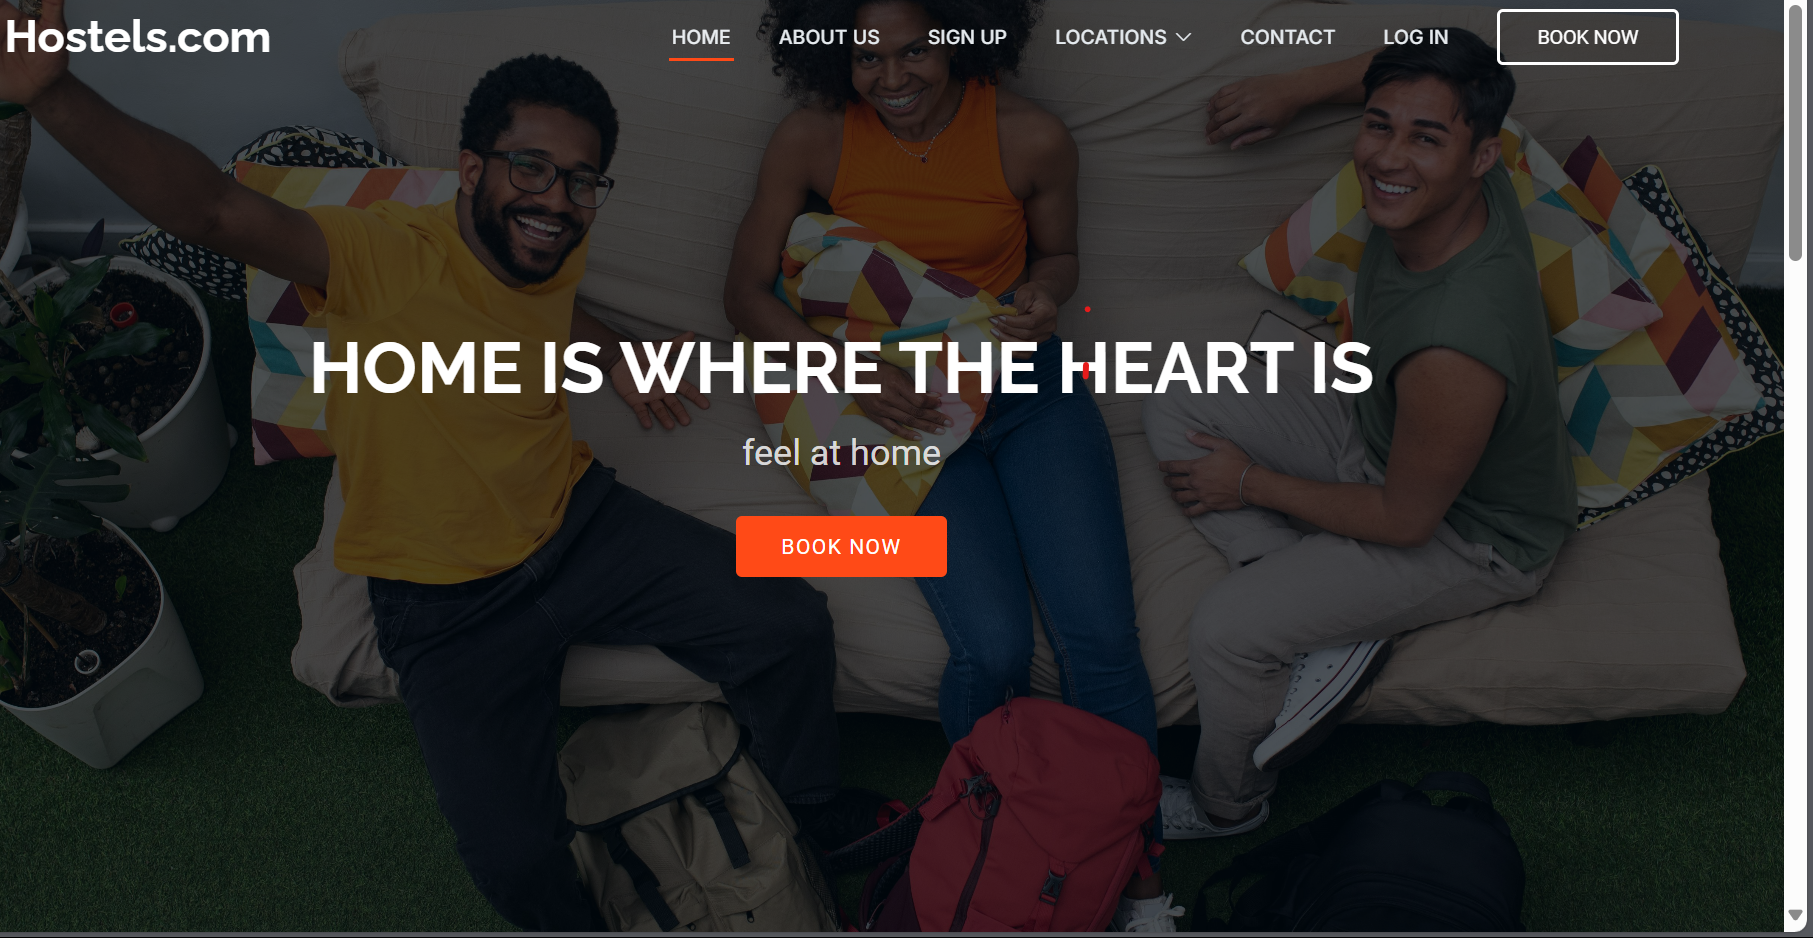 Hostels.com
HOME ABOUT US SIGN UP LOCATIONS CONTACT LOG IN BOOK NOW
HOME IS WHERE THE HEART IS
feel at home
BOOK NOW